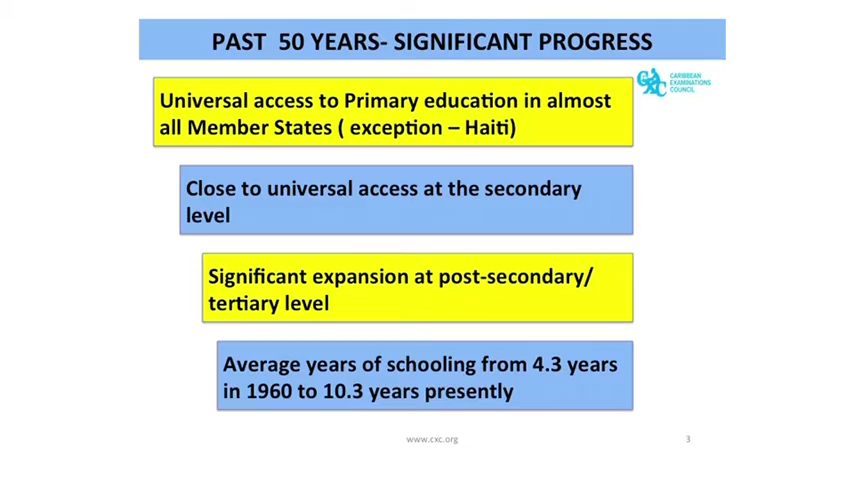 PAST 50 YEARS- SIGNIFICANT PROGRESS
CXC
CARIBBEAN
EXAMINATIONS
COUNCIL
Universal access to Primary education in almost
all Member States ( exception – Haiti)
Close to universal access at the secondary
level
Significant expansion at post-secondary/
tertiary level
Average years of schooling from 4.3 years
in 1960 to 10.3 years presently
www.cxc.org
3